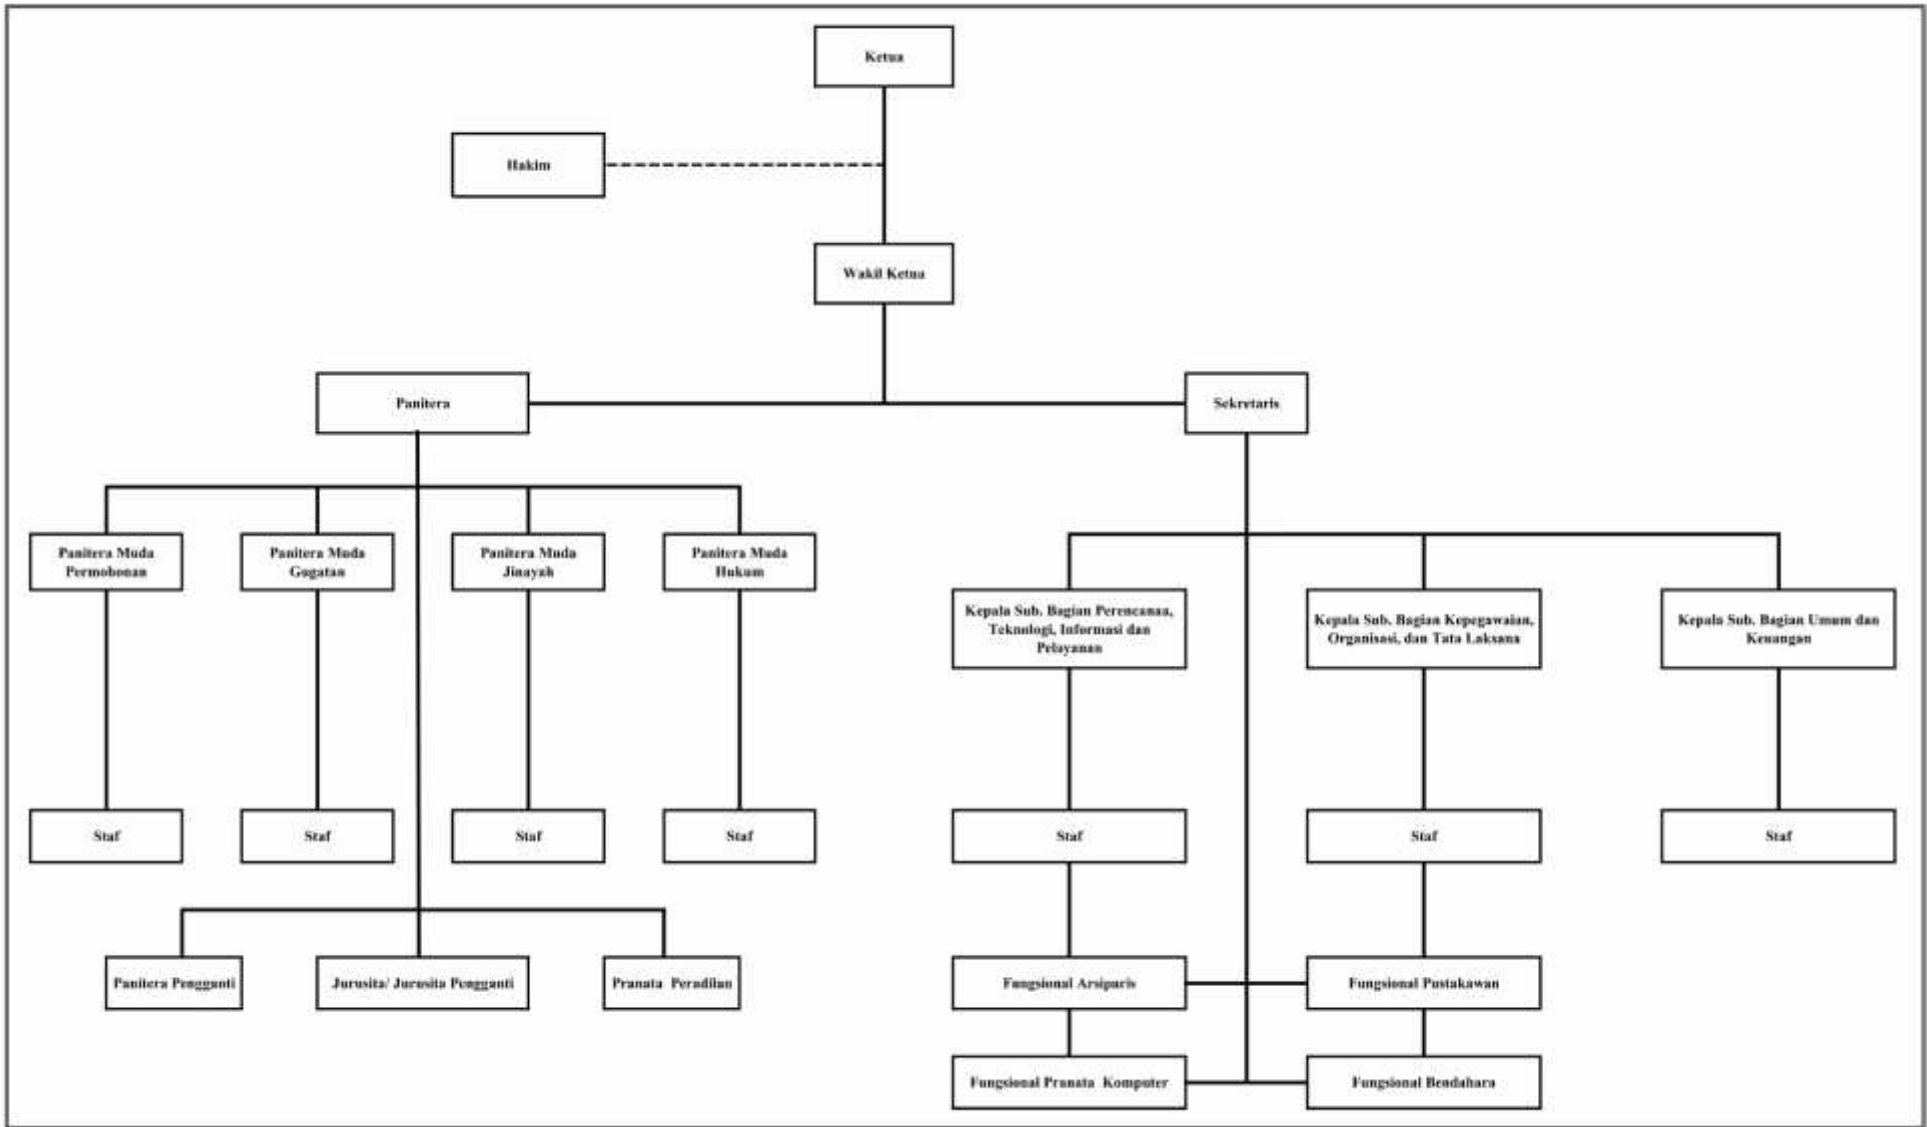 Ketua
Hakim
Wakil Ketua
Panitera
Sekretaris
Panitera Muda
Permohonan
Panitera Muda
Gugatan
Panitera Muda
Jinayah
Panitera Muda
Hukum
Kepala Sub. Bagian Perencanaa,
Teknologi, Informasi dan
Pelayanan
Kepala Sub. Bagian Kepegawaian,
Organisasi, dan Tata Laksana
Kepala Sub. Bagian Umum dan
Keuangan
Staf
Staf
Staf
Staf
Staf
Staf
Staf
Panitera Pengganti
Jurusita/ Jurusita Pengganti
Pranata Peradilan
Fungsional Arsiparis
Fungsional Pustakawan
Fungsional Pranata Komputer
Fungsional Bendahara